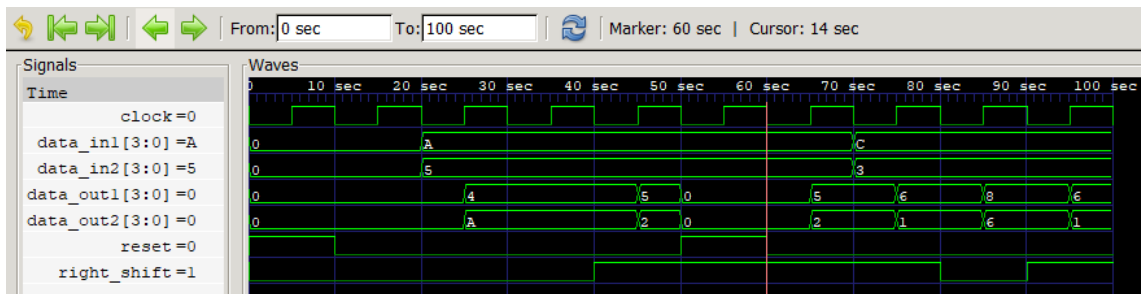 From: 0 sec To: 100 sec Marker: 60 sec | Cursor: 14 sec
Signals Waves
Time 0 10 sec 20 sec 30 sec 40 sec 50 sec 60 sec 70 sec 80 sec 90 sec 100 sec
clock=0
data_in1[3:0]=A 0 A C
data_in2[3:0]=5 0 5 3
data_out1[3:0]=0 0 4 5 0 5 6 8 6
data_out2[3:0]=0 0 A 2 0 2 1 6 1
reset=0
right_shift=1